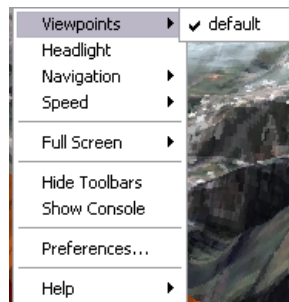 Viewpoints
default
Headlight
Navigation
Speed
Full Screen
Hide Toolbars
Show Console
Preferences...
Help